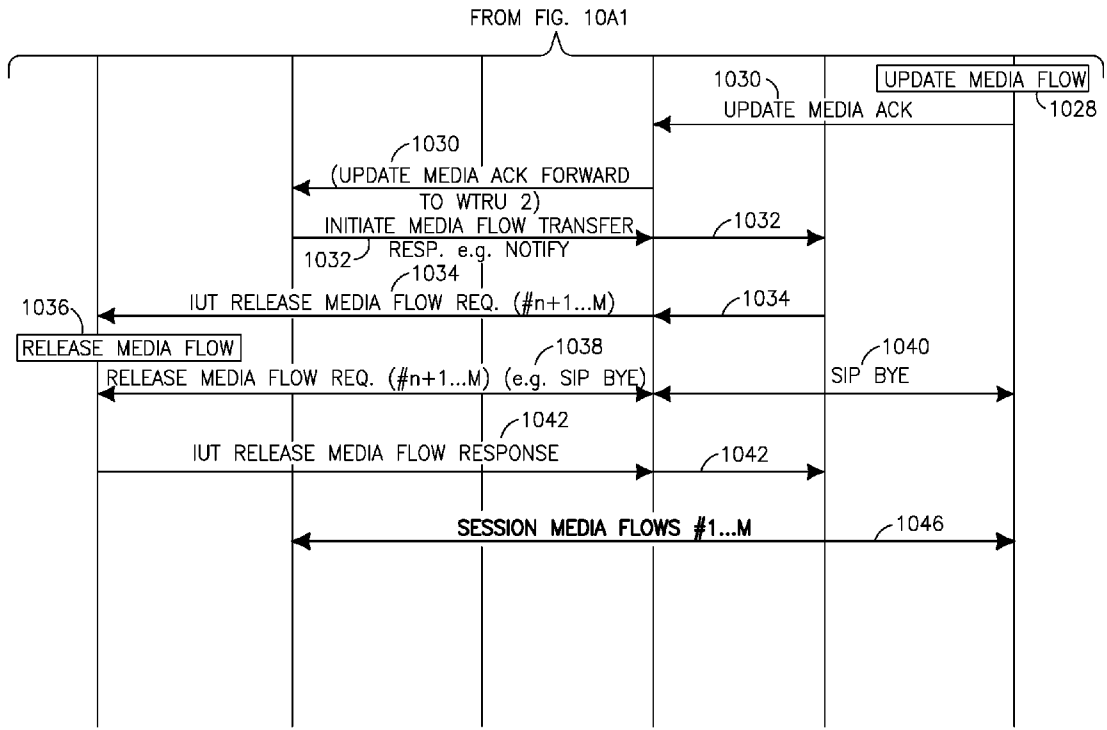 FROM FIG. 10A1
UPDATE MEDIA FLOW
1028
1030
UPDATE MEDIA ACK
1030
(UPDATE MEDIA ACK FORWARD
TO WTRU 2)
INITIATE MEDIA FLOW TRANSFER
RESP. e.g. NOTIFY
1032
1032
1034
IUT RELEASE MEDIA FLOW REQ. (#n+1...M)
1034
1036
RELEASE MEDIA FLOW
1038
RELEASE MEDIA FLOW REQ. (#n+1...M) (e.g. SIP BYE)
1040
SIP BYE
1042
IUT RELEASE MEDIA FLOW RESPONSE
1042
SESSION MEDIA FLOWS #1...M
1046